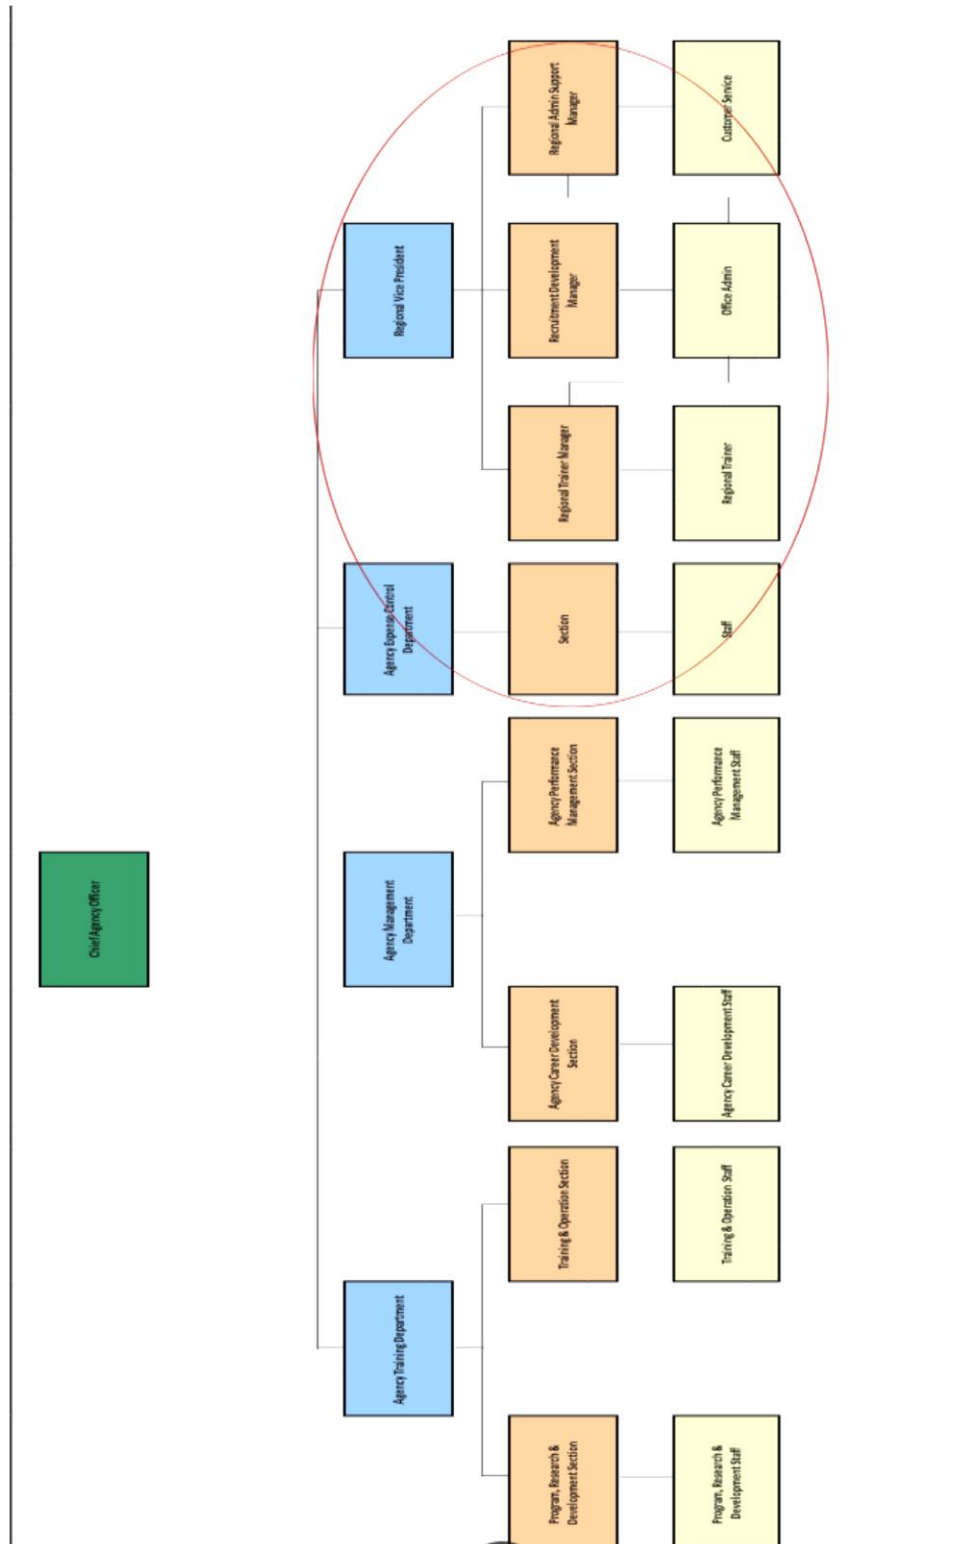 Chief Agency Officer
Agency Training Department
Agency Management
Department
Agency Expense Control
Department
Regional Vice President
Program, Research &
Development Section
Training & Operation Section
Agency Career Development
Section
Agency Performance
Management Section
Section
Regional Trainer Manager
Recruitment Development
Manager
Regional Admin Support
Manager
Program, Research &
Development Staff
Training & Operation Staff
Agency Career Development Staff
Agency Performance
Management Staff
Staff
Regional Trainer
Office Admin
Customer Service